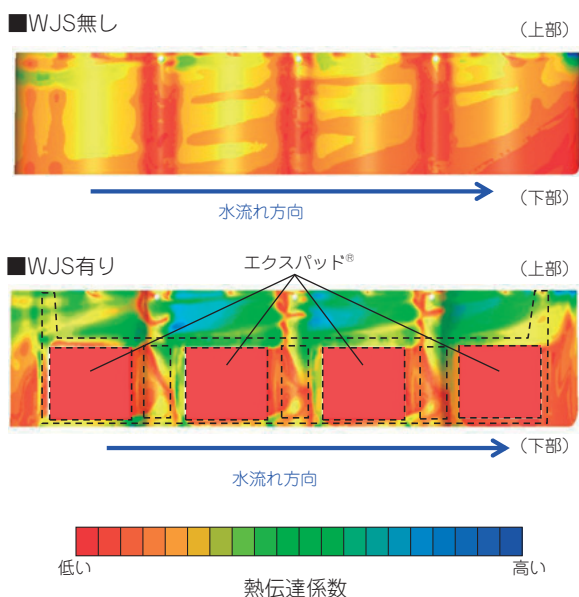 ■WJS無し
(上部)
水流れ方向
(下部)
■WJS有り
エクスパッド®
(上部)
(下部)
水流れ方向
低い
高い
熱伝達係数